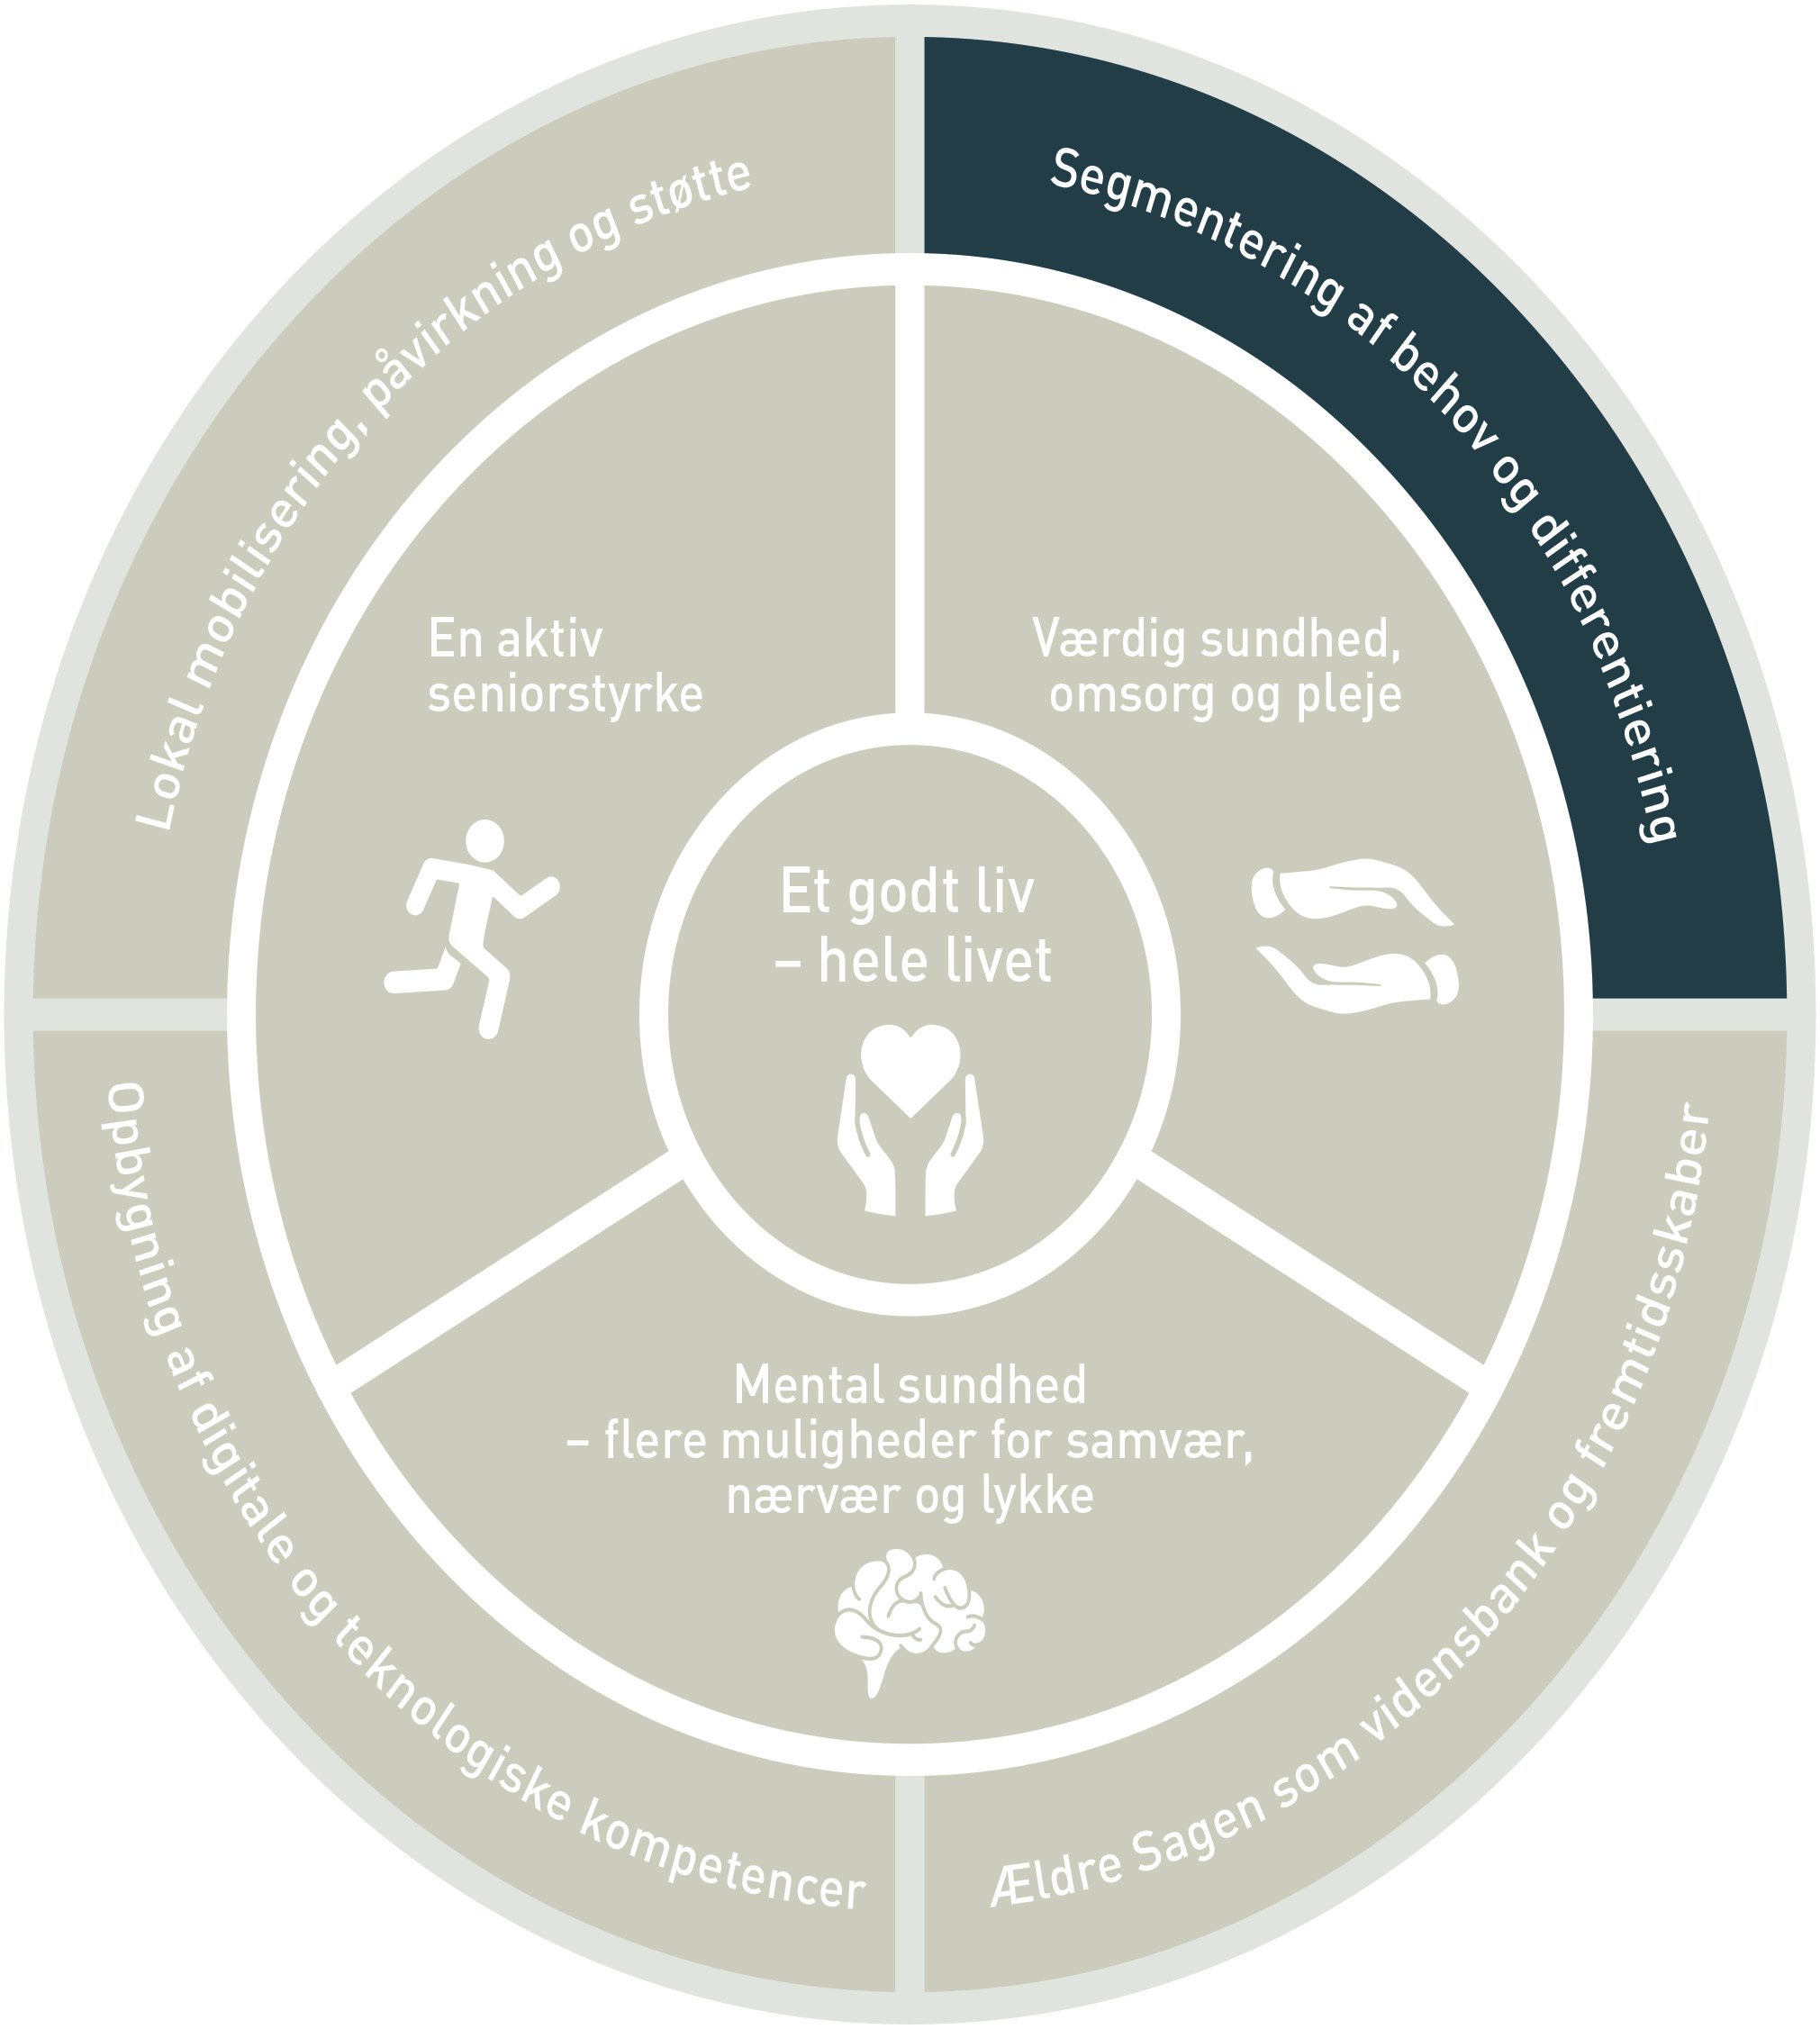 Lokal mobilisering, påvirkning og støtte
Segmentering af behov og differentiering
En aktiv
seniorstyrke
Værdig sundhed,
omsorg og pleje
Et godt liv
– hele livet
Mental sundhed
– flere muligheder for samvær,
nærvær og lykke
Opbygning af digitale og teknologiske kompetencer
Ældre Sagen som vidensbank og fremtidsskaber